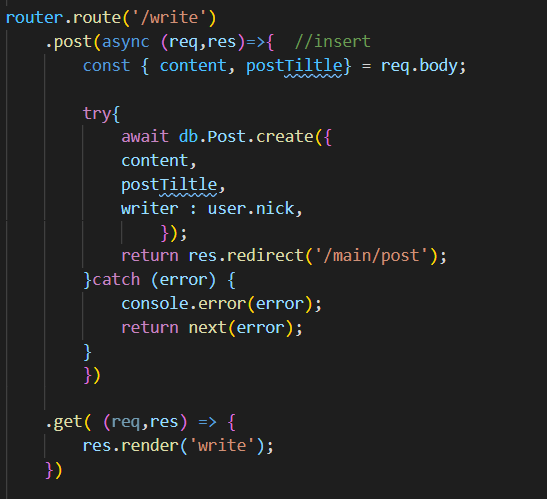 router.route('/write')
.post(async (req,res)=>{  //insert
const { content, postTiltle} = req.body;
try{
await db.Post.create({
content,
postTiltle,
writer : user.nick,
});
return res.redirect('/main/post');
}catch (error) {
console.error(error);
return next(error);
}
})
.get( (req,res) => {
res.render('write');
})